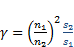 γ = (n₁/n₂)² s₂/s₁